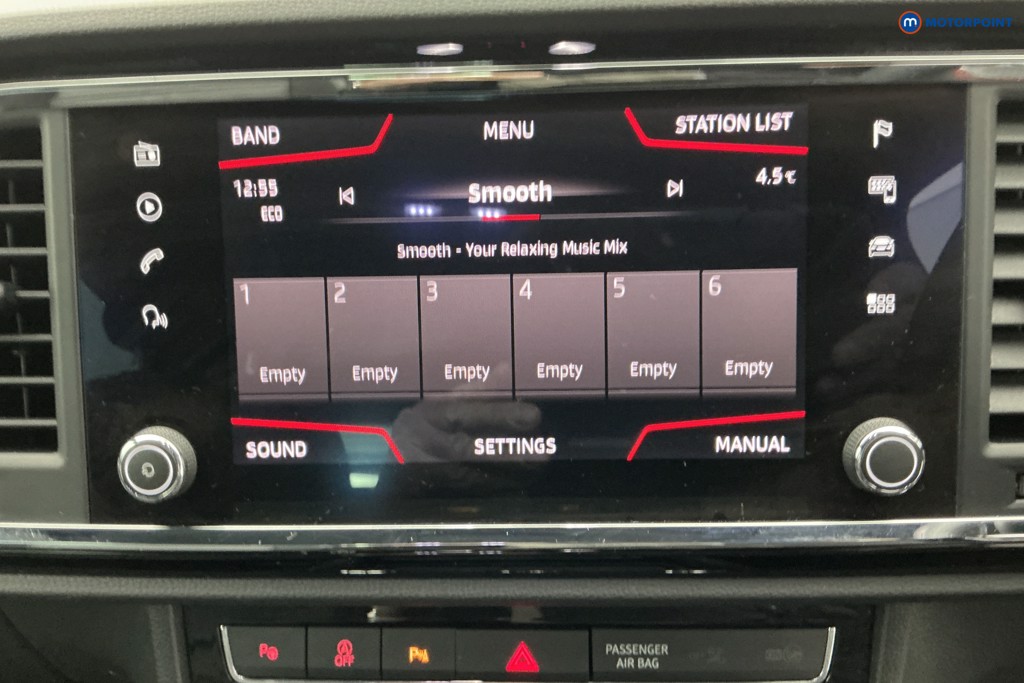 m MOTORPOINT
BAND MENU STATION LIST
12:55 4,5°C
ECO
Smooth
Smooth - Your Relaxing Music Mix
1 2 3 4 5 6
Empty Empty Empty Empty Empty Empty
SOUND SETTINGS MANUAL
P A OFF P PASSENGER
AIR BAG